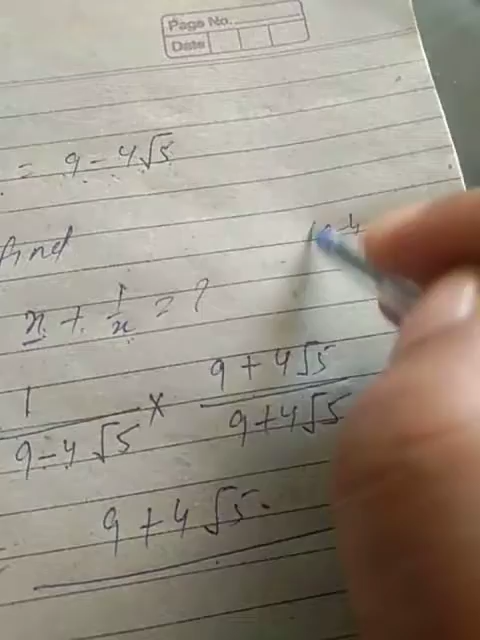 Page No.
Date
= 9 - 4√5
find
x + 1/x = ?
1/(9 - 4√5) × (9 + 4√5)/(9 + 4√5)
9 + 4√5